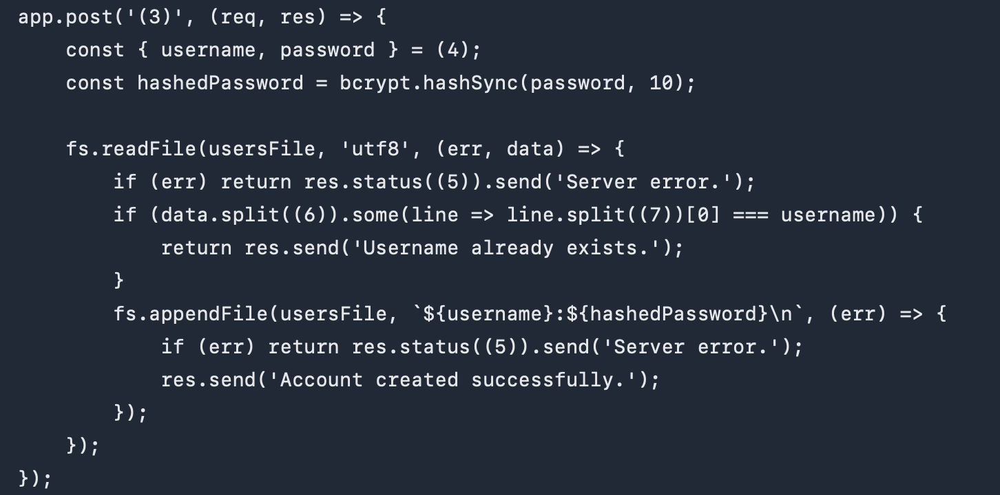 app.post('(3)', (req, res) => {
    const { username, password } = (4);
    const hashedPassword = bcrypt.hashSync(password, 10);

    fs.readFile(usersFile, 'utf8', (err, data) => {
        if (err) return res.status((5)).send('Server error.');
        if (data.split((6)).some(line => line.split((7))[0] === username)) {
            return res.send('Username already exists.');
        }
        fs.appendFile(usersFile, `${username}:${hashedPassword}\n`, (err) => {
            if (err) return res.status((5)).send('Server error.');
            res.send('Account created successfully.');
        });
    });
});